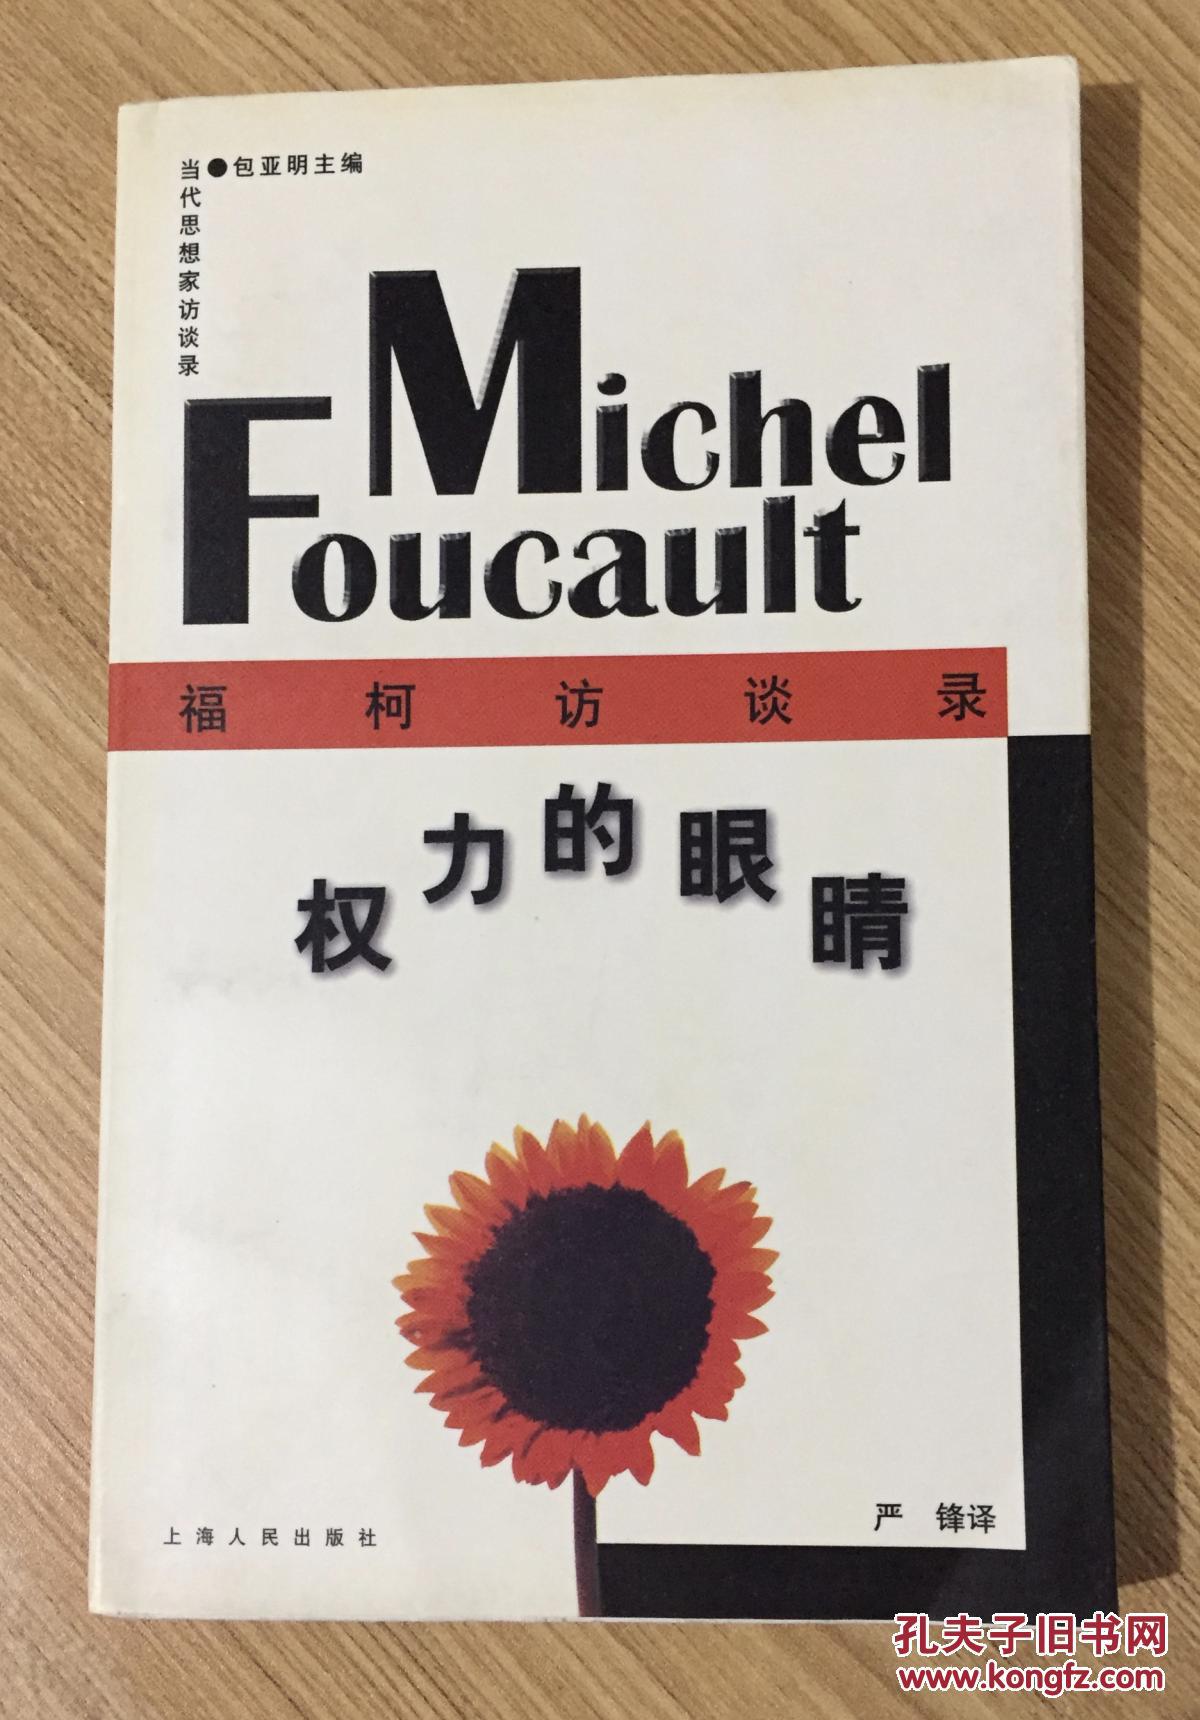 当代思想家访谈录
●包亚明主编
Michel
Foucault
福柯访谈录
权力的眼睛
严 锋译
上海人民出版社
孔夫子旧书网
www.kongfz.com